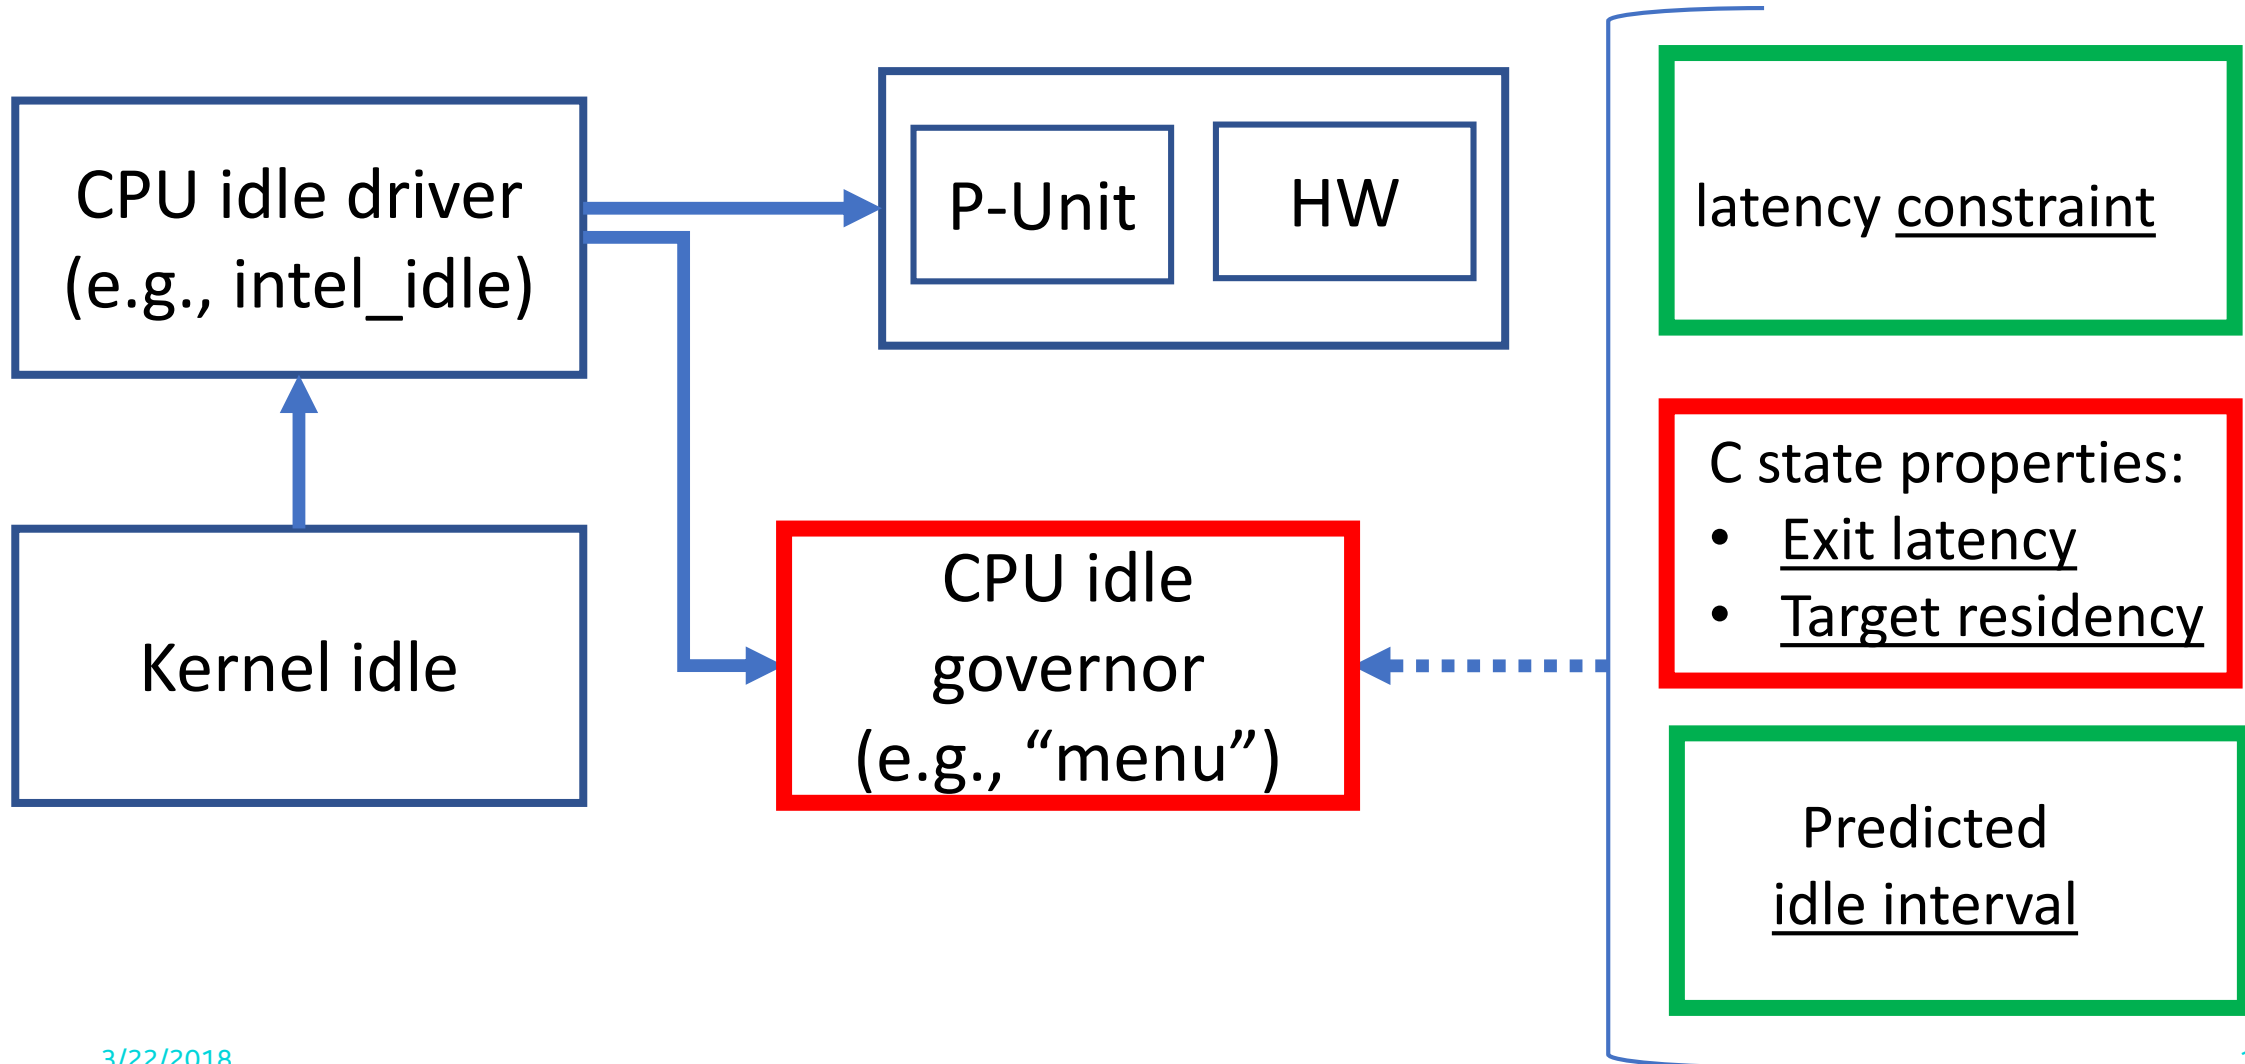 CPU idle driver
(e.g., intel_idle)
P-Unit
HW
latency constraint
Kernel idle
CPU idle
governor
(e.g., “menu”)
C state properties:
• Exit latency
• Target residency
Predicted
idle interval
3/22/2018